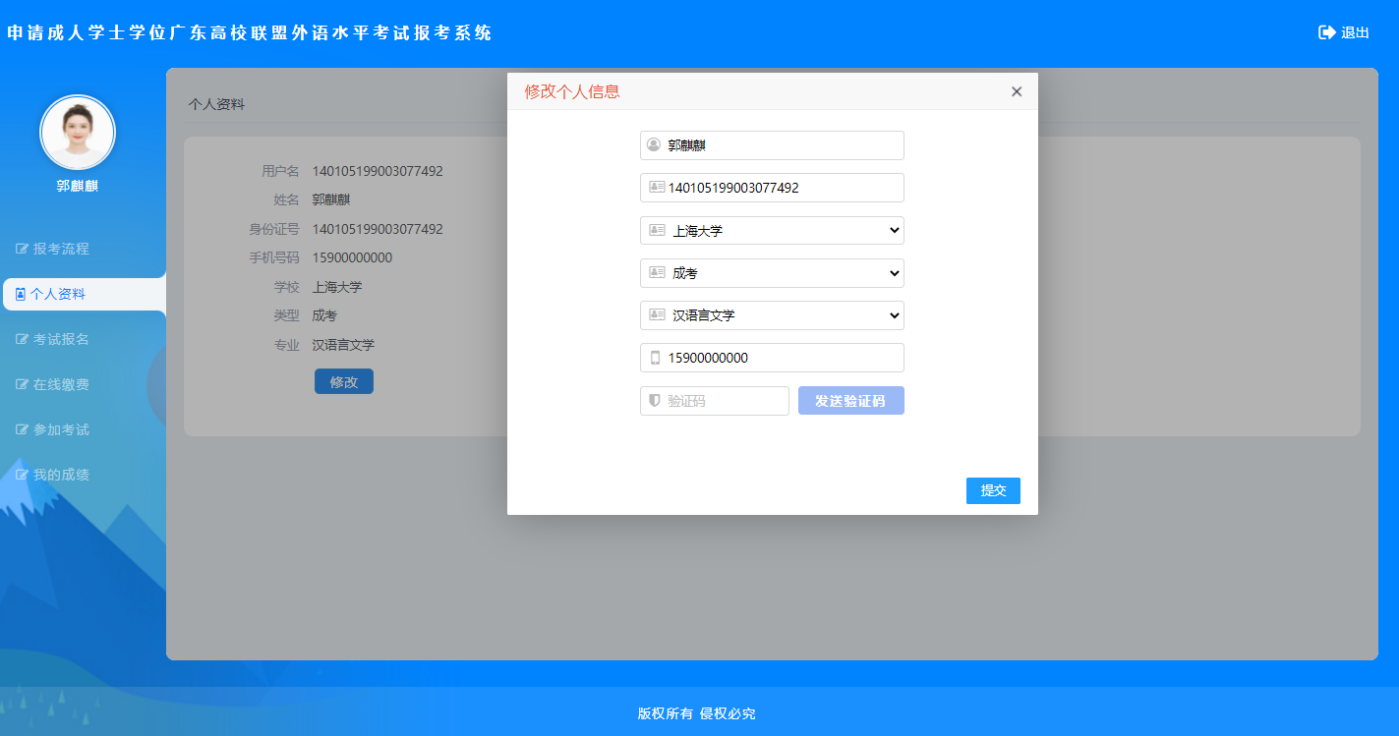 申请成人学士学位广东高校联盟外语水平考试报考系统
退出
郭麒麟
报考流程
个人资料
考试报名
在线缴费
参加考试
我的成绩
个人资料
用户名 140105199003077492
姓名 郭麒麟
身份证号 140105199003077492
手机号码 15900000000
学校 上海大学
类型 成考
专业 汉语言文学
修改
修改个人信息
郭麒麟
140105199003077492
上海大学
成考
汉语言文学
15900000000
验证码 发送验证码
提交
版权所有 侵权必究